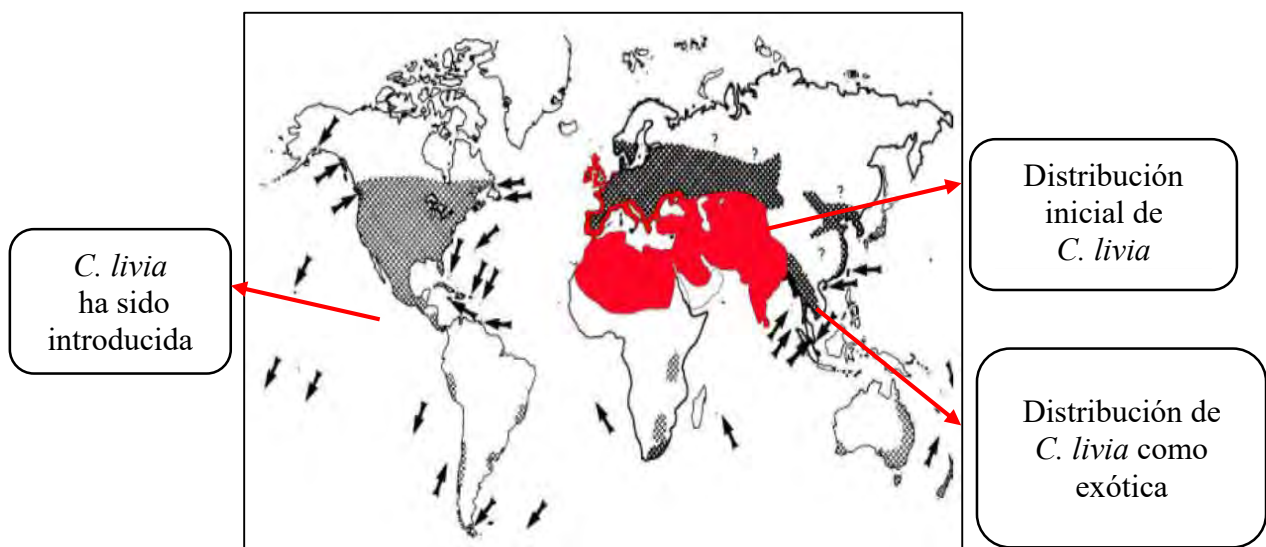 C. livia
ha sido
introducida
?
?
?
?
Distribución
inicial de
C. livia
Distribución de
C. livia como
exótica